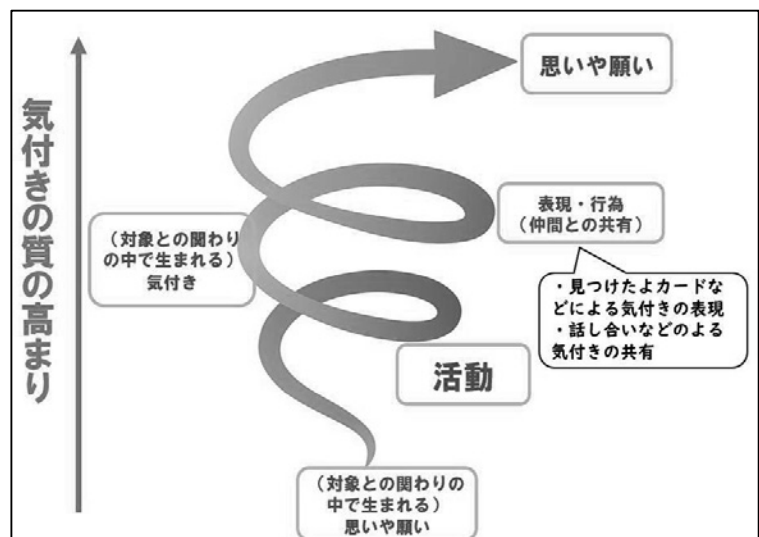 気付きの質の高まり
思いや願い
表現・行為
(仲間との共有)
・見つけたよカードな
どによる気付きの表現
・話し合いなどのよる
気付きの共有
(対象との関わり
の中で生まれる)
気付き
活動
(対象との関わりの
中で生まれる)
思いや願い